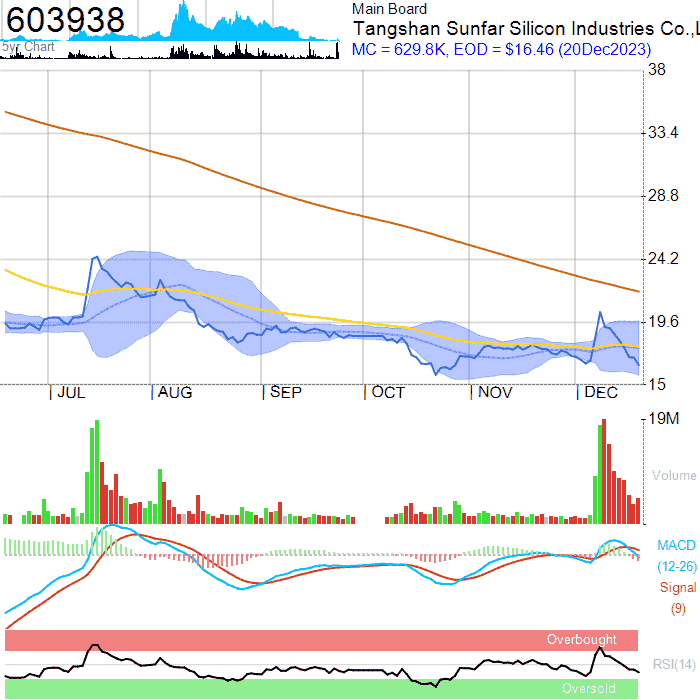 603938
5yr Chart
Main Board
Tangshan Sunfar Silicon Industries Co.,L
MC = 629.8K, EOD = $16.46 (20Dec2023)
38
33.4
28.8
24.2
19.6
15
JUL AUG SEP OCT NOV DEC
19M
Volume
MACD
(12-26)
Signal
(9)
Overbought
RSI(14)
Oversold